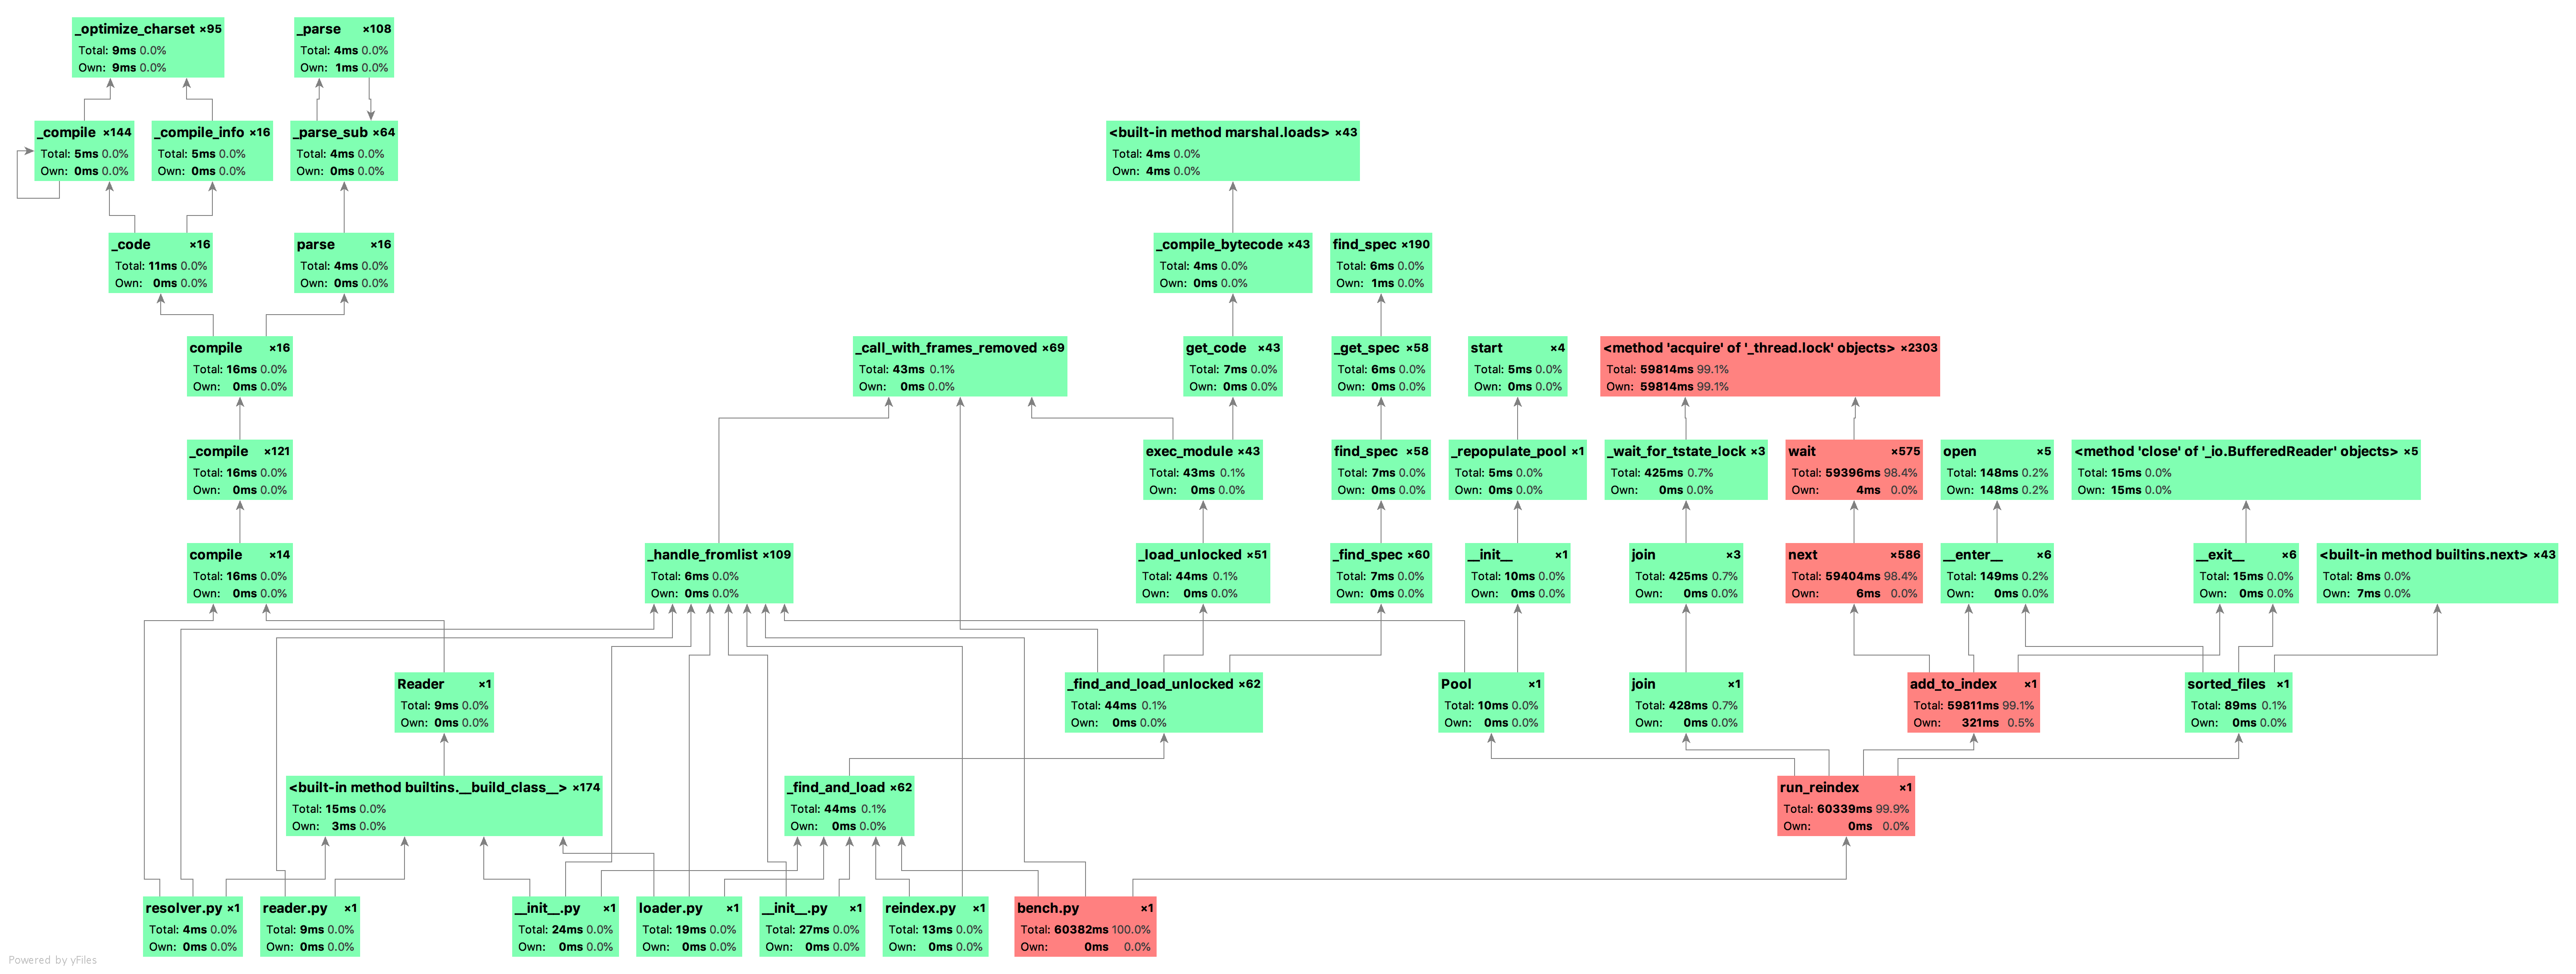 _optimize_charset ×95
Total: 9ms 0.0%
Own: 9ms 0.0%
_parse ×108
Total: 4ms 0.0%
Own: 1ms 0.0%
_compile ×144
Total: 5ms 0.0%
Own: 0ms 0.0%
_compile_info ×16
Total: 5ms 0.0%
Own: 0ms 0.0%
_parse_sub ×64
Total: 4ms 0.0%
Own: 0ms 0.0%
<built-in method marshal.loads> ×43
Total: 4ms 0.0%
Own: 4ms 0.0%
_code ×16
Total: 11ms 0.0%
Own: 0ms 0.0%
parse ×16
Total: 4ms 0.0%
Own: 0ms 0.0%
_compile_bytecode ×43
Total: 4ms 0.0%
Own: 0ms 0.0%
find_spec ×190
Total: 6ms 0.0%
Own: 1ms 0.0%
compile ×16
Total: 16ms 0.0%
Own: 0ms 0.0%
_call_with_frames_removed ×69
Total: 43ms 0.1%
Own: 0ms 0.0%
get_code ×43
Total: 7ms 0.0%
Own: 0ms 0.0%
_get_spec ×58
Total: 6ms 0.0%
Own: 0ms 0.0%
start ×4
Total: 5ms 0.0%
Own: 0ms 0.0%
<method 'acquire' of '_thread.lock' objects> ×2303
Total: 59814ms 99.1%
Own: 59814ms 99.1%
_compile ×121
Total: 16ms 0.0%
Own: 0ms 0.0%
exec_module ×43
Total: 43ms 0.1%
Own: 0ms 0.0%
find_spec ×58
Total: 7ms 0.0%
Own: 0ms 0.0%
_repopulate_pool ×1
Total: 5ms 0.0%
Own: 0ms 0.0%
_wait_for_tstate_lock ×3
Total: 425ms 0.7%
Own: 0ms 0.0%
wait ×575
Total: 59396ms 98.4%
Own: 4ms 0.0%
open ×5
Total: 148ms 0.2%
Own: 148ms 0.2%
<method 'close' of '_io.BufferedReader' objects> ×5
Total: 15ms 0.0%
Own: 15ms 0.0%
compile ×14
Total: 16ms 0.0%
Own: 0ms 0.0%
_handle_fromlist ×109
Total: 6ms 0.0%
Own: 0ms 0.0%
_load_unlocked ×51
Total: 44ms 0.1%
Own: 0ms 0.0%
_find_spec ×60
Total: 7ms 0.0%
Own: 0ms 0.0%
__init__ ×1
Total: 10ms 0.0%
Own: 0ms 0.0%
join ×3
Total: 425ms 0.7%
Own: 0ms 0.0%
next ×586
Total: 59404ms 98.4%
Own: 6ms 0.0%
__enter__ ×6
Total: 149ms 0.2%
Own: 0ms 0.0%
__exit__ ×6
Total: 15ms 0.0%
Own: 0ms 0.0%
<built-in method builtins.next> ×43
Total: 8ms 0.0%
Own: 7ms 0.0%
Reader ×1
Total: 9ms 0.0%
Own: 0ms 0.0%
_find_and_load_unlocked ×62
Total: 44ms 0.1%
Own: 0ms 0.0%
Pool ×1
Total: 10ms 0.0%
Own: 0ms 0.0%
join ×1
Total: 428ms 0.7%
Own: 0ms 0.0%
add_to_index ×1
Total: 59811ms 99.1%
Own: 321ms 0.5%
sorted_files ×1
Total: 89ms 0.1%
Own: 0ms 0.0%
<built-in method builtins.__build_class__> ×174
Total: 15ms 0.0%
Own: 3ms 0.0%
_find_and_load ×62
Total: 44ms 0.1%
Own: 0ms 0.0%
run_reindex ×1
Total: 60339ms 99.9%
Own: 0ms 0.0%
resolver.py ×1
Total: 4ms 0.0%
Own: 0ms 0.0%
reader.py ×1
Total: 9ms 0.0%
Own: 0ms 0.0%
__init__.py ×1
Total: 24ms 0.0%
Own: 0ms 0.0%
loader.py ×1
Total: 19ms 0.0%
Own: 0ms 0.0%
__init__.py ×1
Total: 27ms 0.0%
Own: 0ms 0.0%
reindex.py ×1
Total: 13ms 0.0%
Own: 0ms 0.0%
bench.py ×1
Total: 60382ms 100.0%
Own: 0ms 0.0%
Powered by yFiles